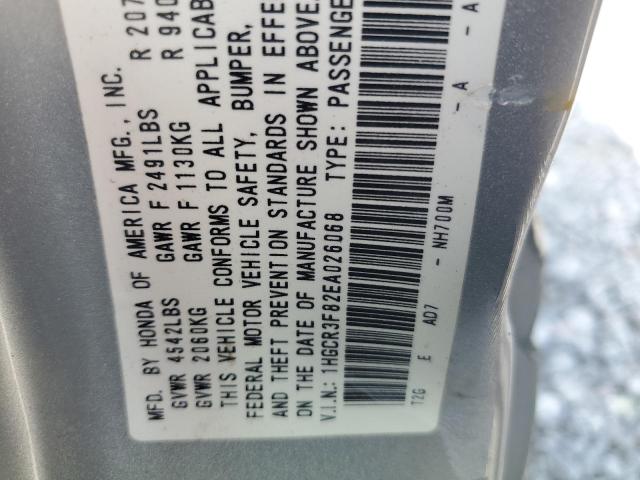 MFD. BY HONDA OF AMERICA MFG., INC.
GVWR 4542LBS GAWR F 2491LBS R 207
GVWR 2060KG GAWR F 1130KG R 940
THIS VEHICLE CONFORMS TO ALL APPLICAB
FEDERAL MOTOR VEHICLE SAFETY, BUMPER,
AND THEFT PREVENTION STANDARDS IN EFFE
ON THE DATE OF MANUFACTURE SHOWN ABOVE.
V.I.N.: 1HGCR3F82EA026068 TYPE: PASSENGE
T2G E AD7 - NH700M - A - A